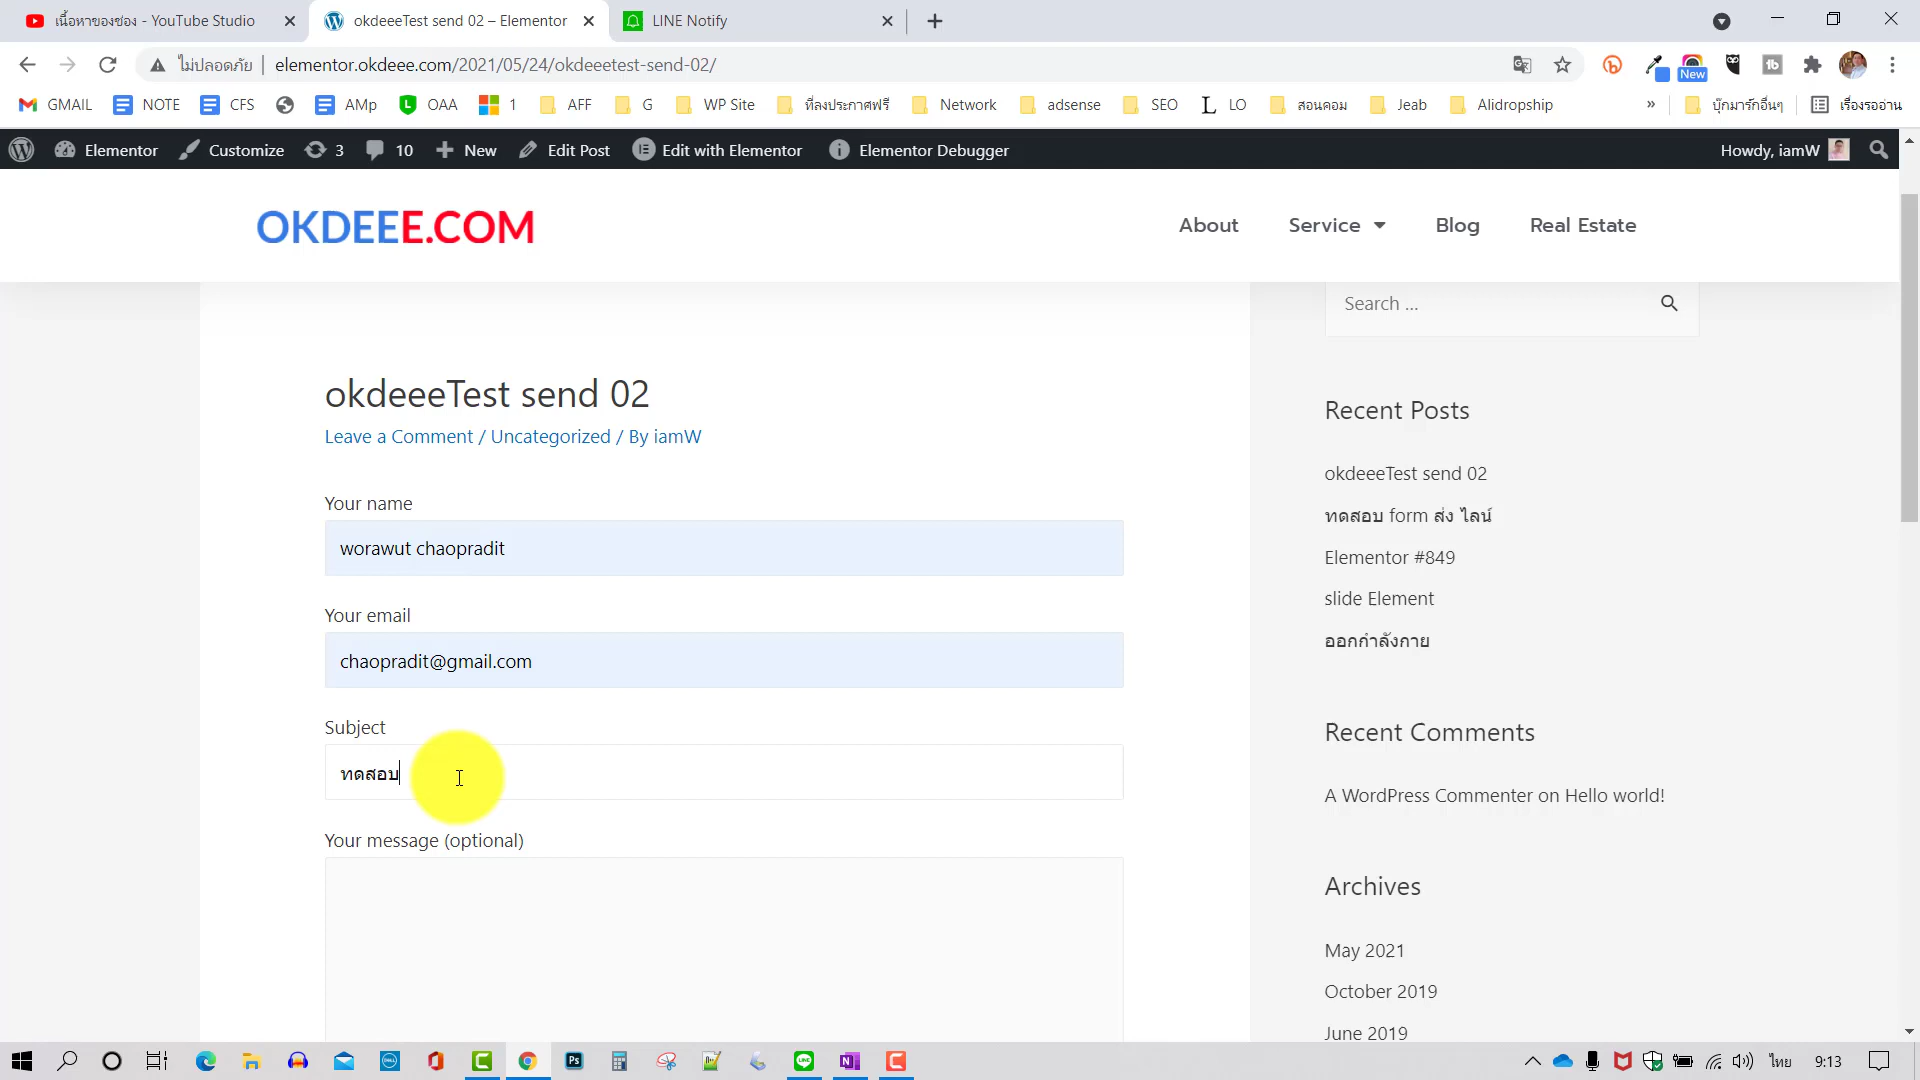 เนื้อหาของช่อง - YouTube Studio
okdeeeTest send 02 – Elementor
LINE Notify
ไม่ปลอดภัย
elementor.okdeee.com/2021/05/24/okdeeetest-send-02/
New
GMAIL
NOTE
CFS
AMp
OAA
1
AFF
G
WP Site
ที่ลงประกาศฟรี
Network
adsense
SEO
LO
สอนคอม
Jeab
Alidropship
»
บุ๊กมาร์กอื่นๆ
เรื่องรออ่าน
Elementor
Customize
3
10
New
Edit Post
Edit with Elementor
Elementor Debugger
Howdy, iamW
OKDEEE.COM
About
Service
Blog
Real Estate
Search ...
okdeeeTest send 02
Leave a Comment / Uncategorized / By iamW
Your name
worawut chaopradit
Your email
chaopradit@gmail.com
Subject
ทดสอบ
Your message (optional)
Recent Posts
okdeeeTest send 02
ทดสอบ form ส่ง ไลน์
Elementor #849
slide Element
ออกกำลังกาย
Recent Comments
A WordPress Commenter on Hello world!
Archives
May 2021
October 2019
June 2019
ไทย
9:13